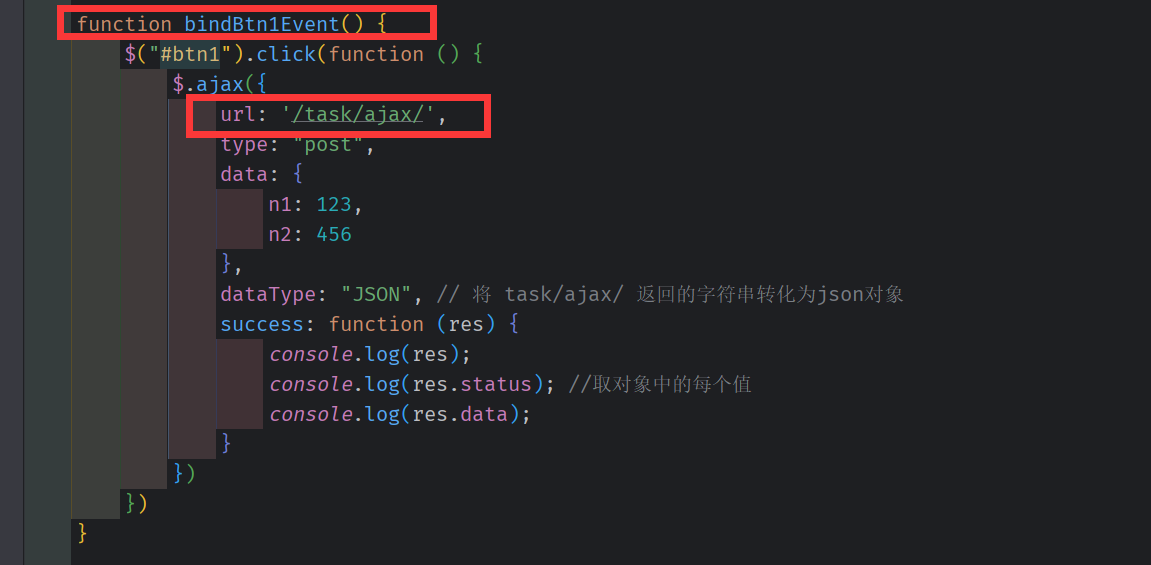 function bindBtn1Event() {
$("#btn1").click(function () {
$.ajax({
url: '/task/ajax/',
type: "post",
data: {
n1: 123,
n2: 456
},
dataType: "JSON", // 将 task/ajax/ 返回的字符串转化为json对象
success: function (res) {
console.log(res);
console.log(res.status); //取对象中的每个值
console.log(res.data);
}
})
})
}